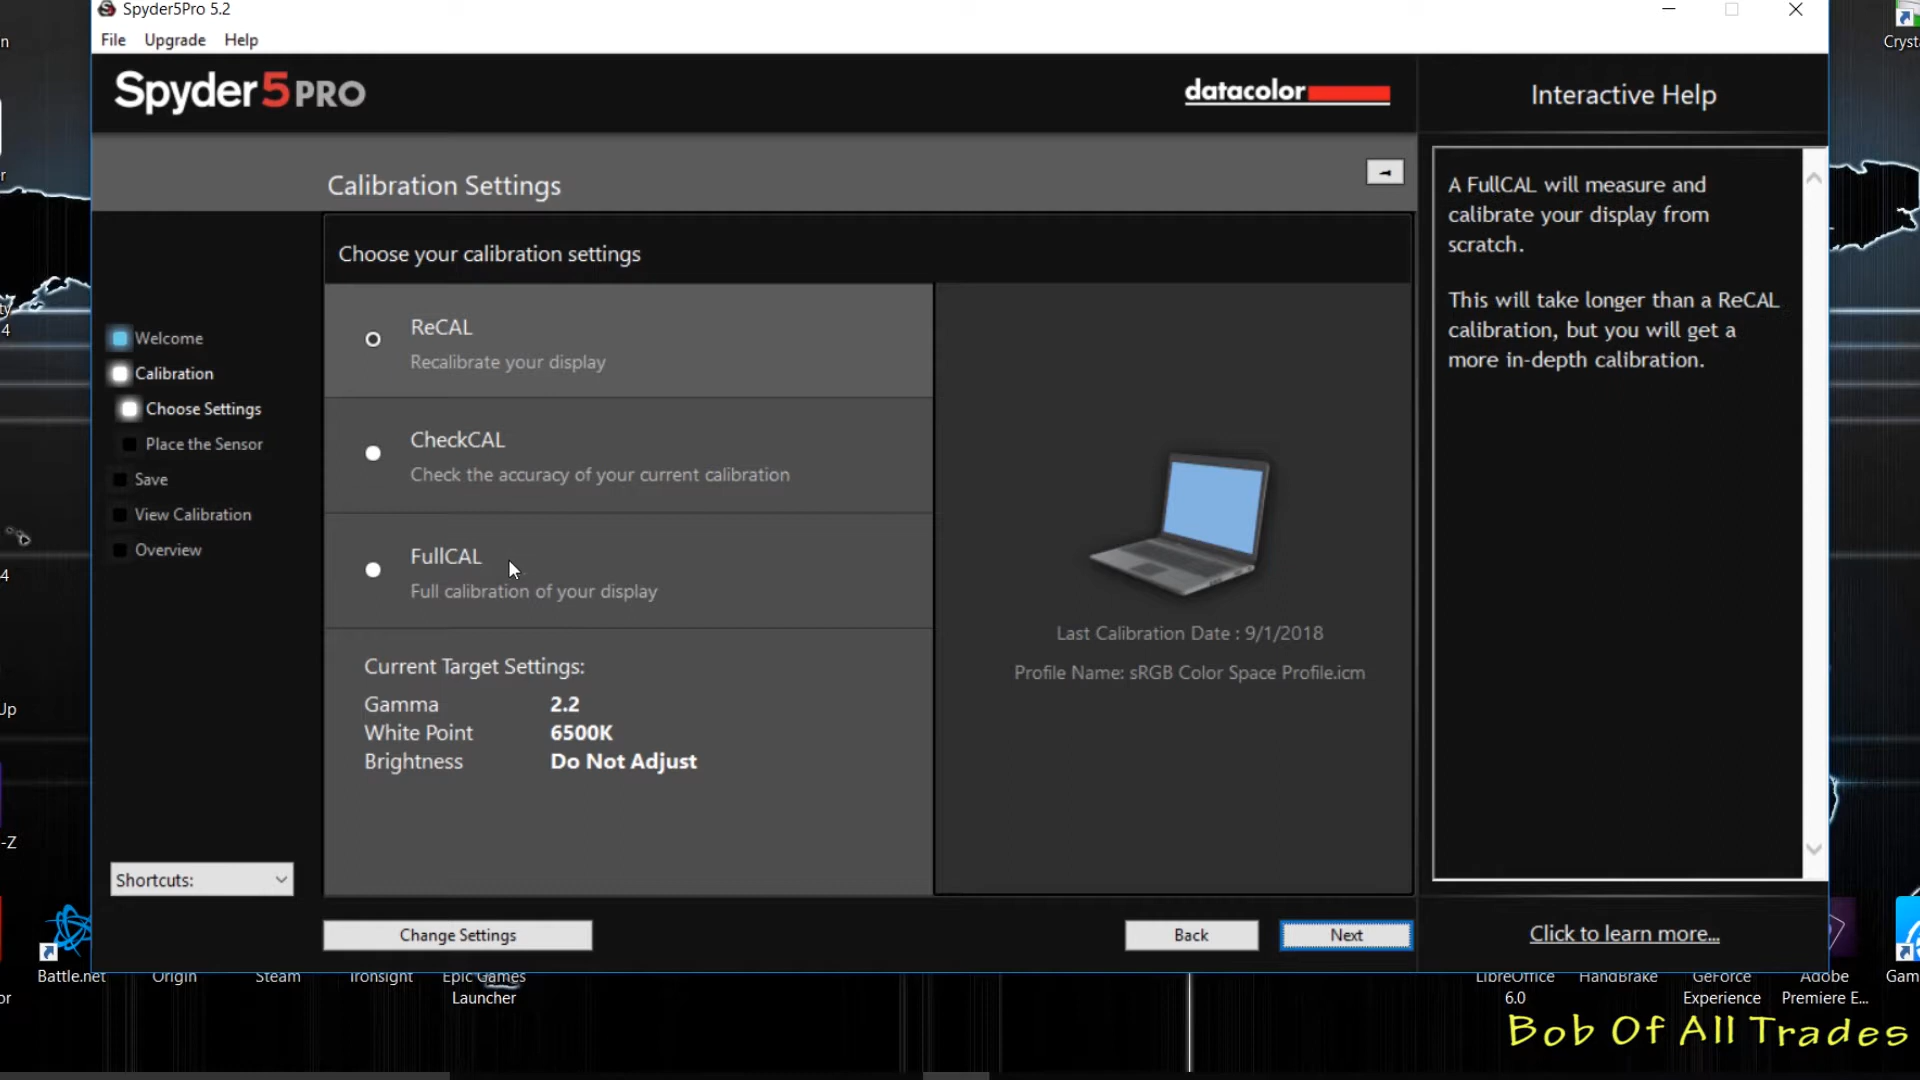 Spyder5Pro 5.2
File Upgrade Help
Spyder5PRO
datacolor
Interactive Help
Calibration Settings
Choose your calibration settings
Welcome
Calibration
Choose Settings
Place the Sensor
Save
View Calibration
Overview
Shortcuts:
ReCAL
Recalibrate your display
CheckCAL
Check the accuracy of your current calibration
FullCAL
Full calibration of your display
Current Target Settings:
Gamma 2.2
White Point 6500K
Brightness Do Not Adjust
Last Calibration Date : 9/1/2018
Profile Name: sRGB Color Space Profile.icm
A FullCAL will measure and
calibrate your display from
scratch.
This will take longer than a ReCAL
calibration, but you will get a
more in-depth calibration.
Change Settings
Back
Next
Click to learn more...
Battle.net
Origin
Steam
Ironsight
Epic Games
Launcher
LibreOffice
6.0
HandBrake
GeForce
Experience
Adobe
Premiere E...
Bob Of All Trades